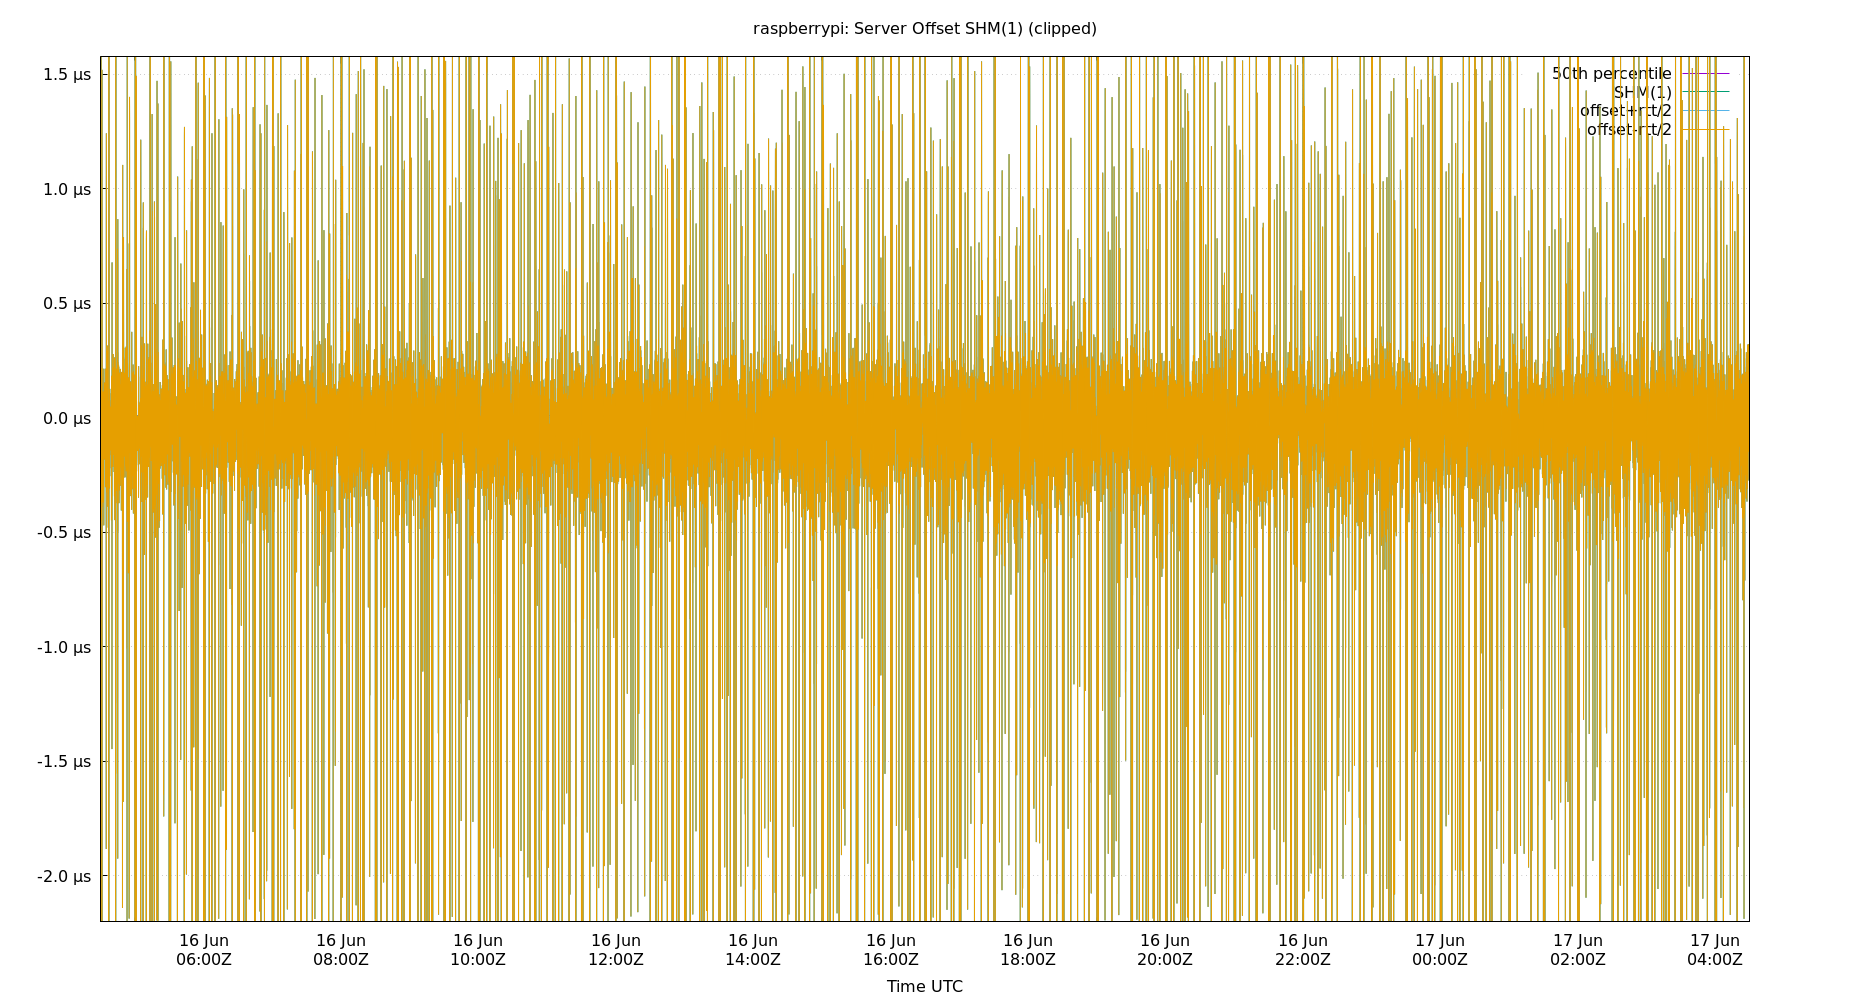 raspberrypi: Server Offset SHM(1) (clipped)
1.5 µs
1.0 µs
0.5 µs
0.0 µs
-0.5 µs
-1.0 µs
-1.5 µs
-2.0 µs
50th percentile
SHM(1)
offset+rtt/2
offset-rtt/2
16 Jun 16 Jun 16 Jun 16 Jun 16 Jun 16 Jun 16 Jun 16 Jun 16 Jun 17 Jun 17 Jun 17 Jun
06:00Z 08:00Z 10:00Z 12:00Z 14:00Z 16:00Z 18:00Z 20:00Z 22:00Z 00:00Z 02:00Z 04:00Z
Time UTC